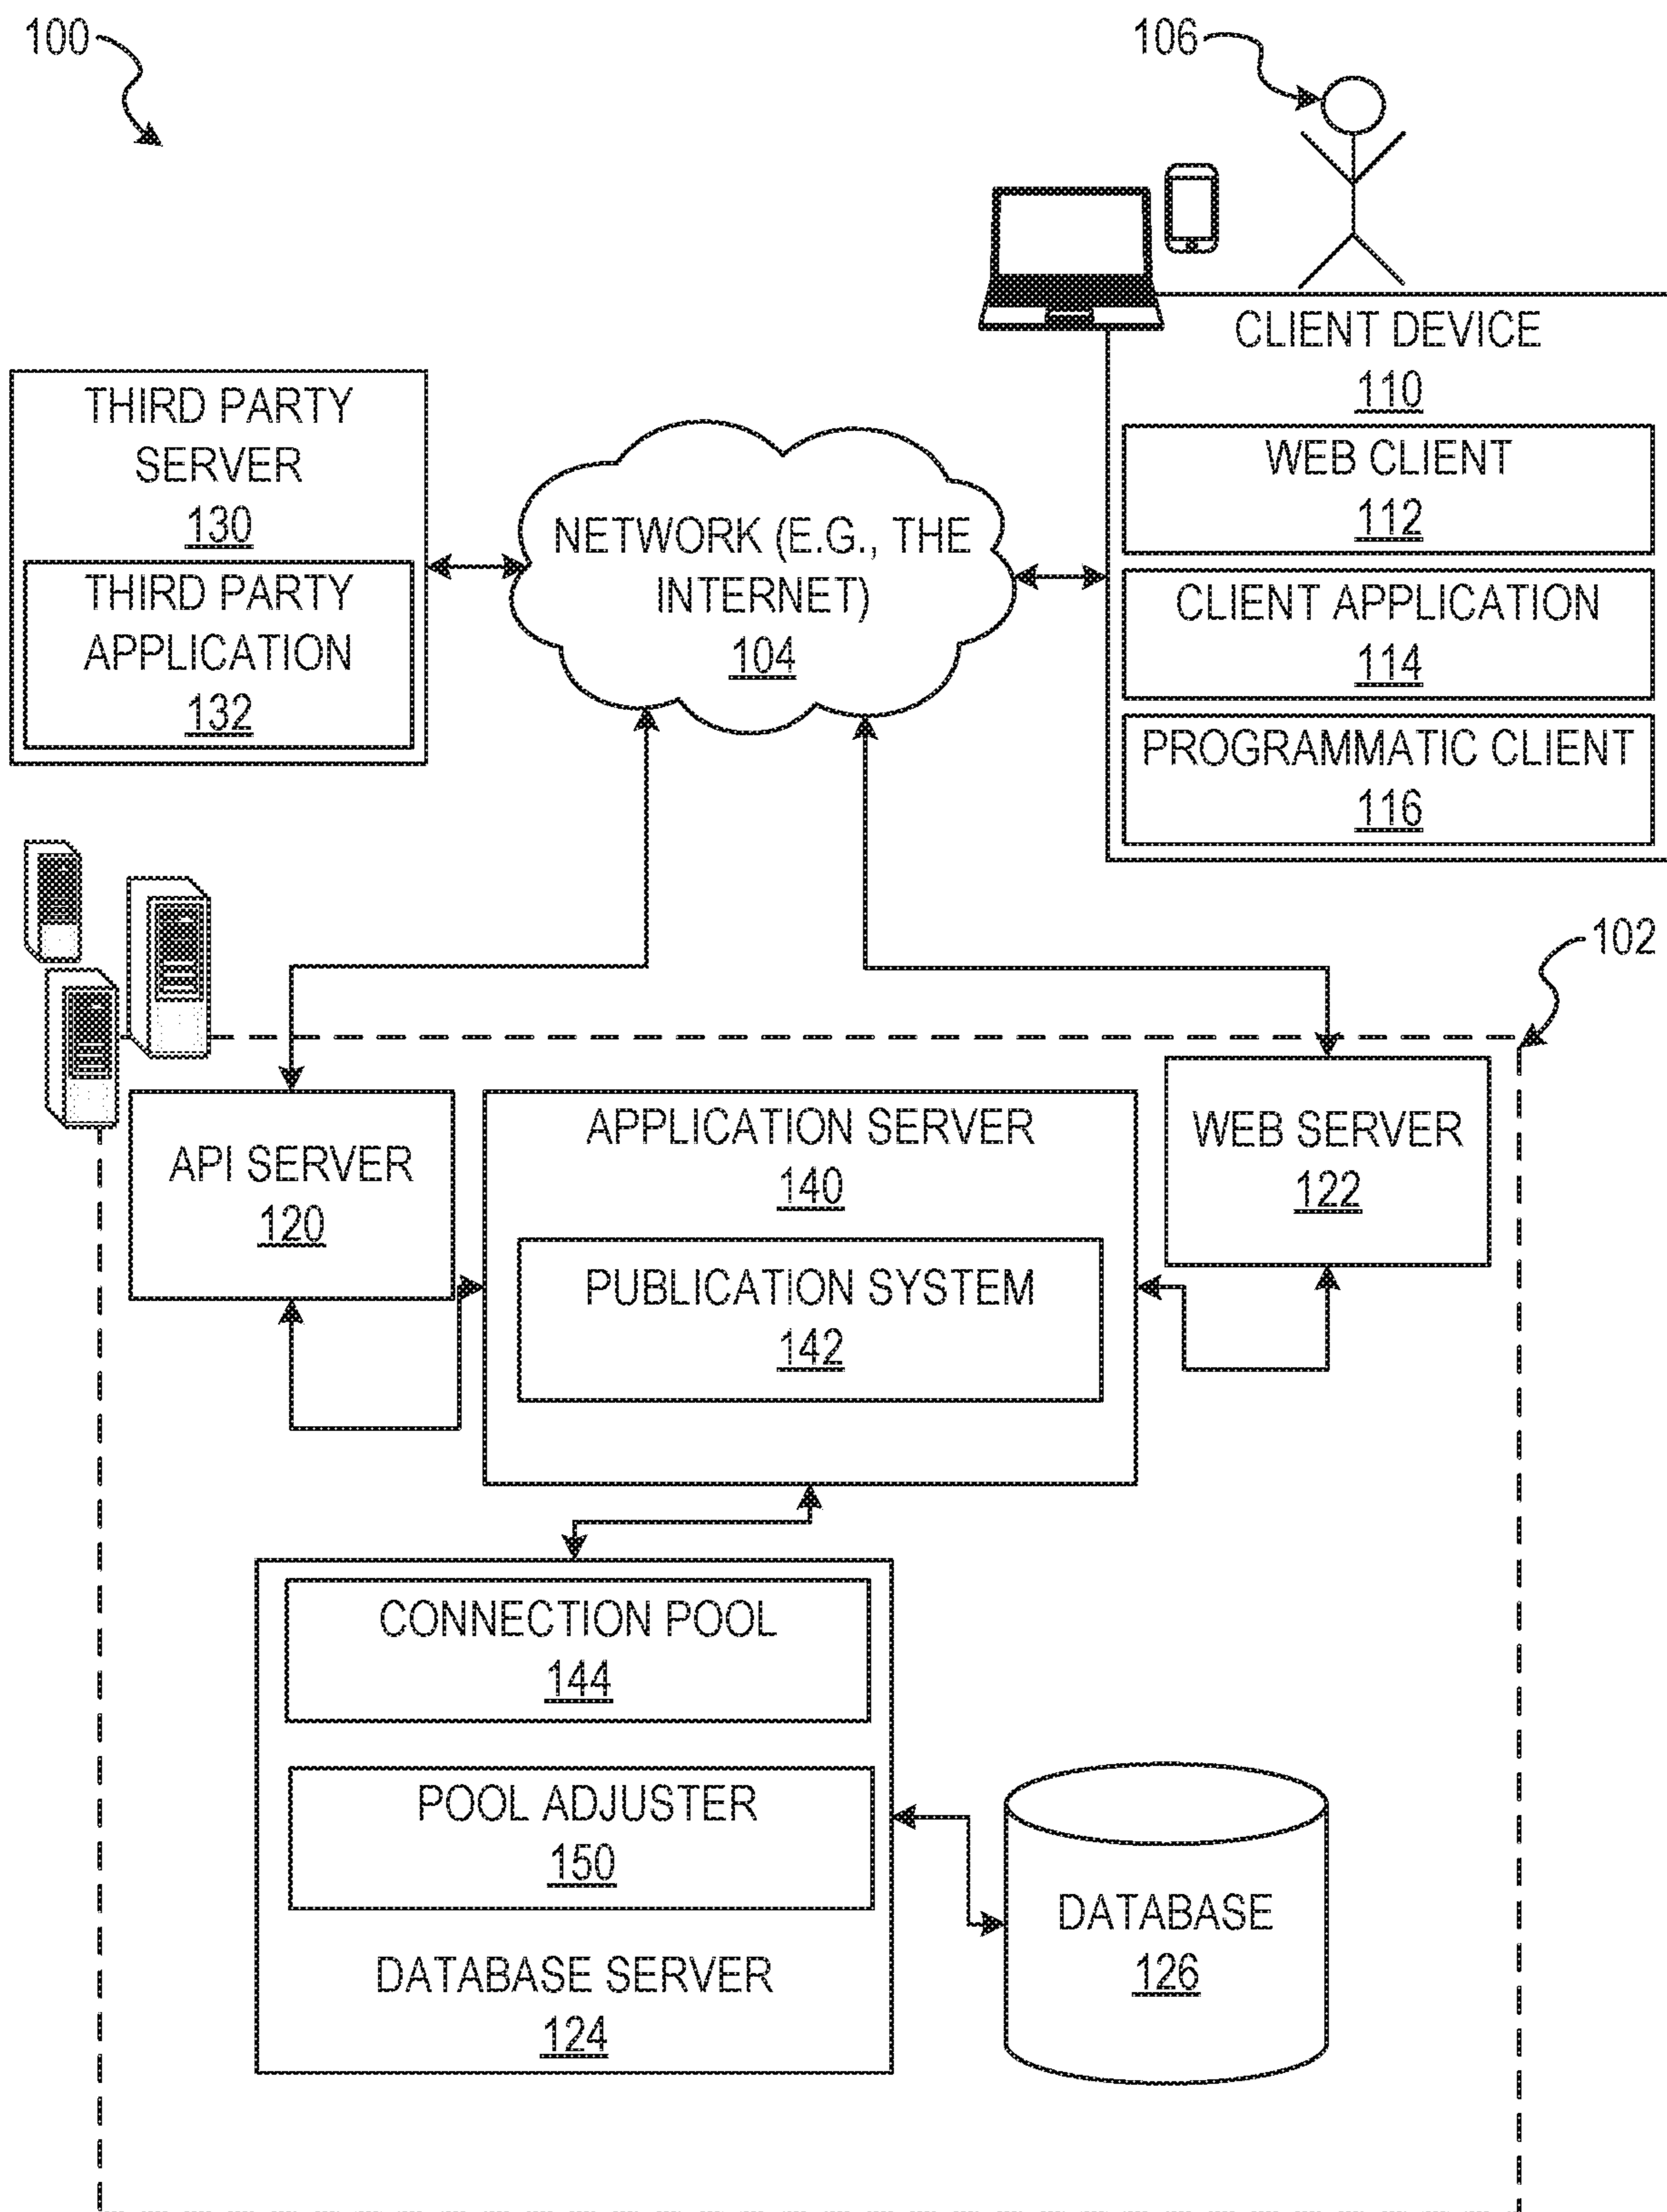 100
106
CLIENT DEVICE
110
WEB CLIENT
112
CLIENT APPLICATION
114
PROGRAMMATIC CLIENT
116
THIRD PARTY
SERVER
130
THIRD PARTY
APPLICATION
132
NETWORK (E.G., THE
INTERNET)
104
102
API SERVER
120
APPLICATION SERVER
140
PUBLICATION SYSTEM
142
WEB SERVER
122
CONNECTION POOL
144
POOL ADJUSTER
150
DATABASE SERVER
124
DATABASE
126